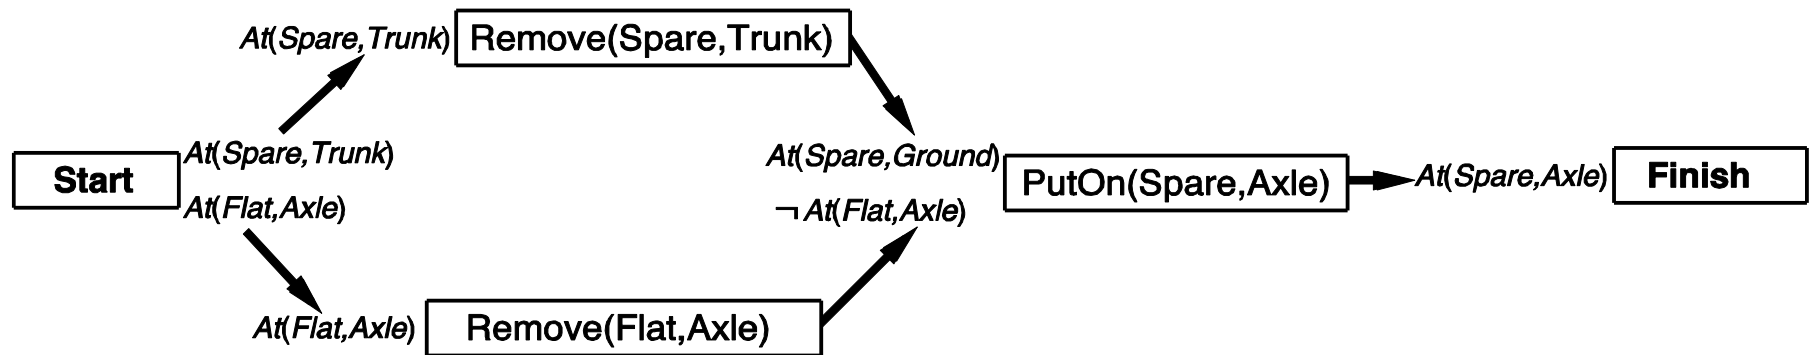 At(Spare,Trunk) Remove(Spare,Trunk)
At(Spare,Trunk)
Start
At(Flat,Axle)
At(Spare,Ground)
¬ At(Flat,Axle)
PutOn(Spare,Axle)
At(Spare,Axle) Finish
At(Flat,Axle) Remove(Flat,Axle)